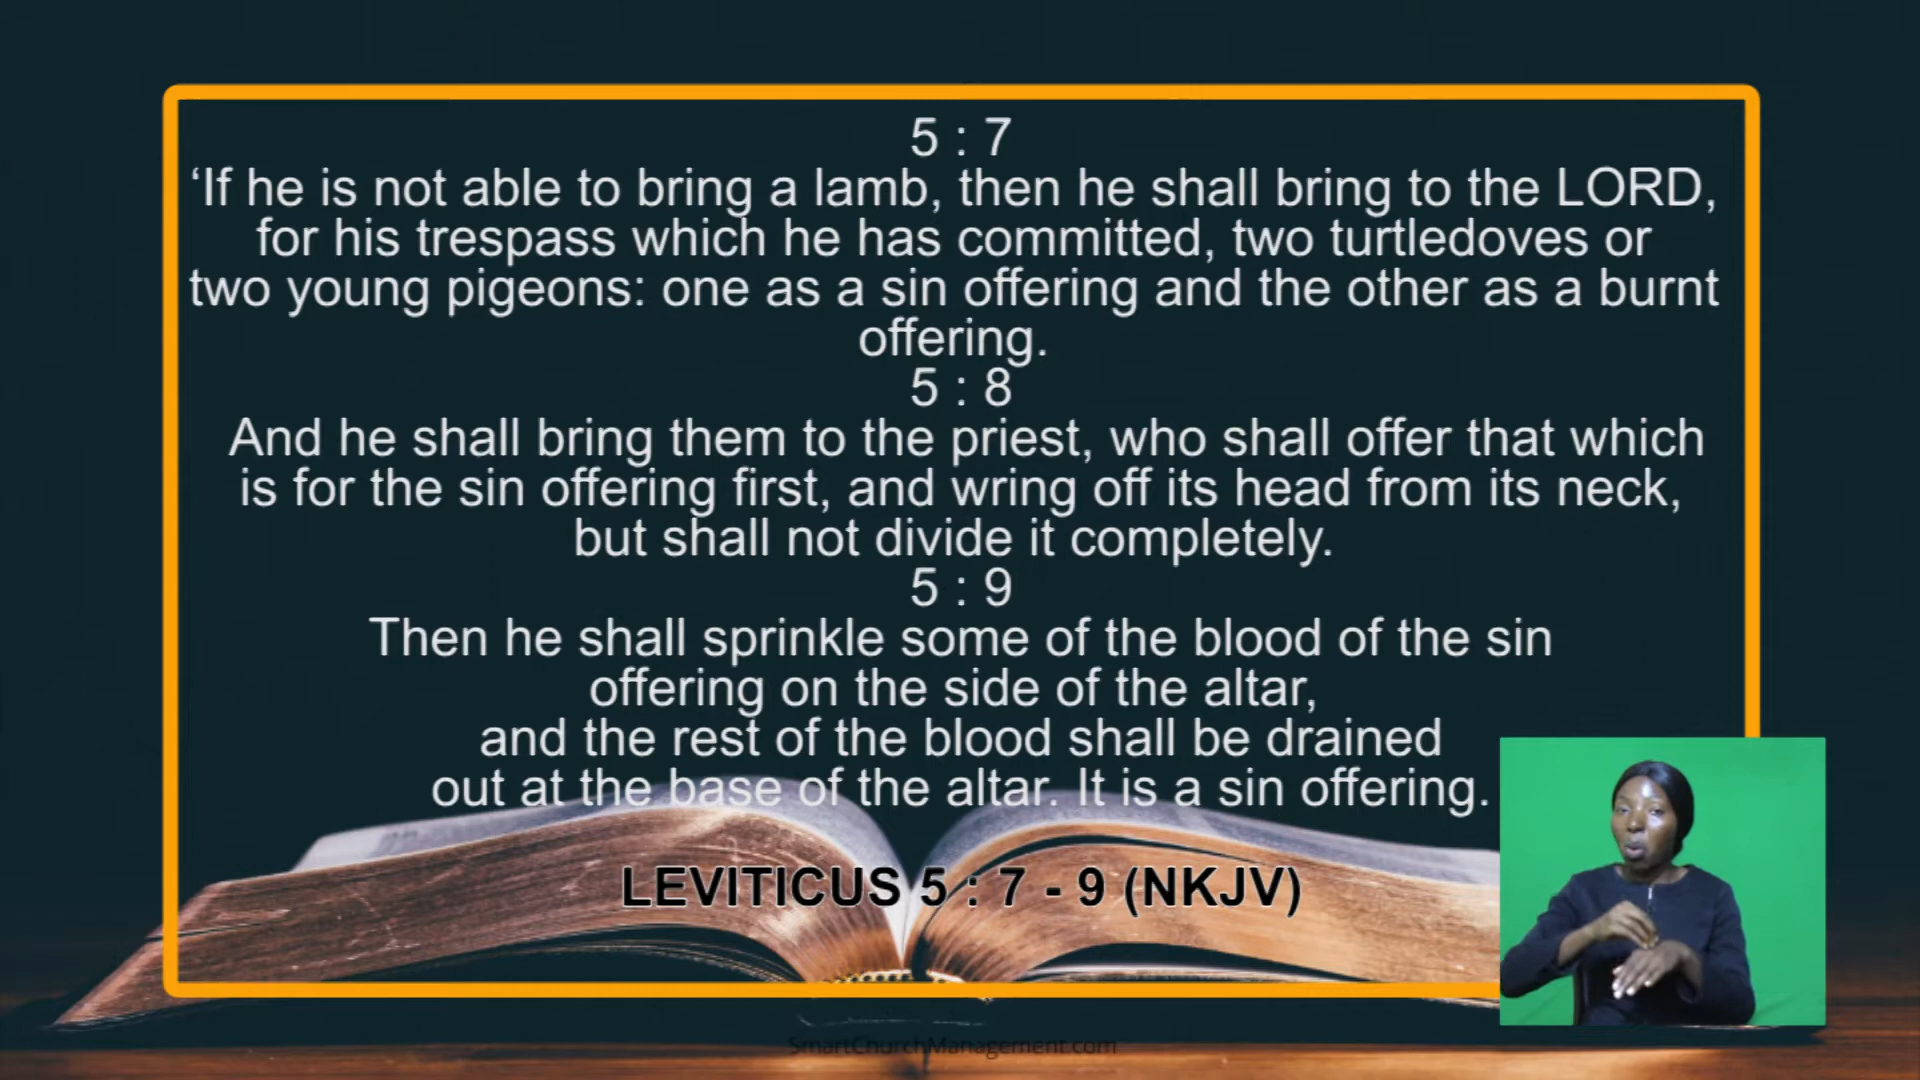 5 : 7
‘If he is not able to bring a lamb, then he shall bring to the LORD,
for his trespass which he has committed, two turtledoves or
two young pigeons: one as a sin offering and the other as a burnt
offering.
5 : 8
And he shall bring them to the priest, who shall offer that which
is for the sin offering first, and wring off its head from its neck,
but shall not divide it completely.
5 : 9
Then he shall sprinkle some of the blood of the sin
offering on the side of the altar,
and the rest of the blood shall be drained
out at the base of the altar. It is a sin offering.
LEVITICUS 5 : 7 - 9 (NKJV)
SmartChurchManagement.com